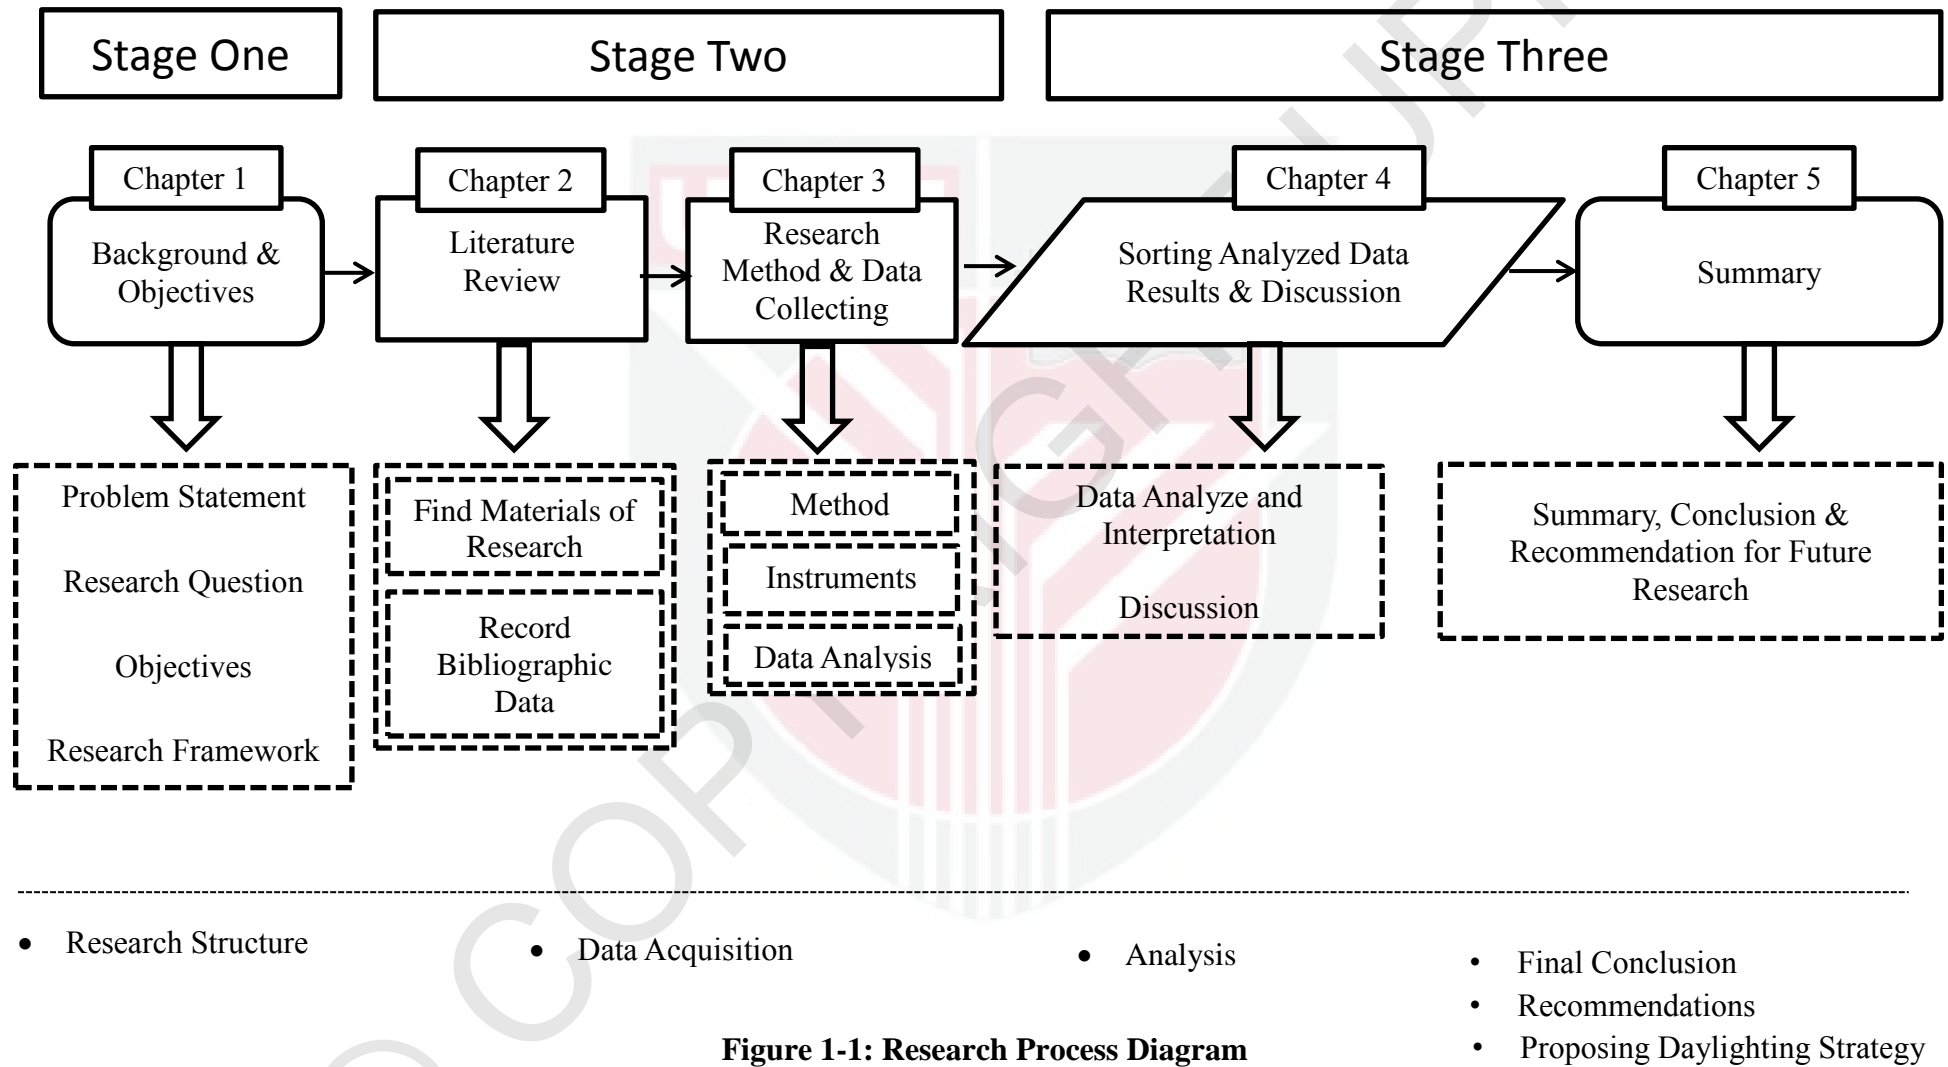 Stage One
Stage Two
Stage Three
Chapter 1
Chapter 2
Chapter 3
Chapter 4
Chapter 5
Background &
Objectives
Literature
Review
Research
Method & Data
Collecting
Sorting Analyzed Data
Results & Discussion
Summary
Problem Statement
Research Question
Objectives
Research Framework
Find Materials of
Research
Record
Bibliographic
Data
Method
Instruments
Data Analysis
Data Analyze and
Interpretation
Discussion
Summary, Conclusion &
Recommendation for Future
Research
• Research Structure
• Data Acquisition
• Analysis
• Final Conclusion
• Recommendations
• Proposing Daylighting Strategy
Figure 1-1: Research Process Diagram